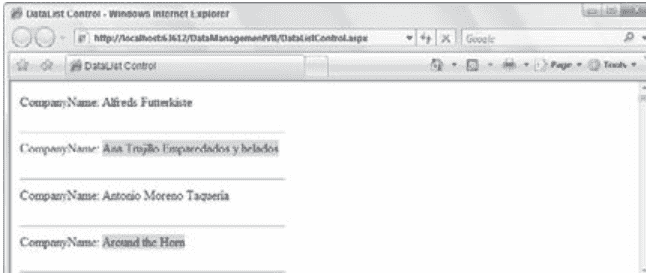 DataList Control - Windows Internet Explorer
http://localhost:63612/DataManagementVB/DataListControl.aspx
Google
DataList Control
Page
Tools
CompanyName: Alfreds Futterkiste
CompanyName: Ana Trujillo Emparedados y helados
CompanyName: Antonio Moreno Taquería
CompanyName: Around the Horn